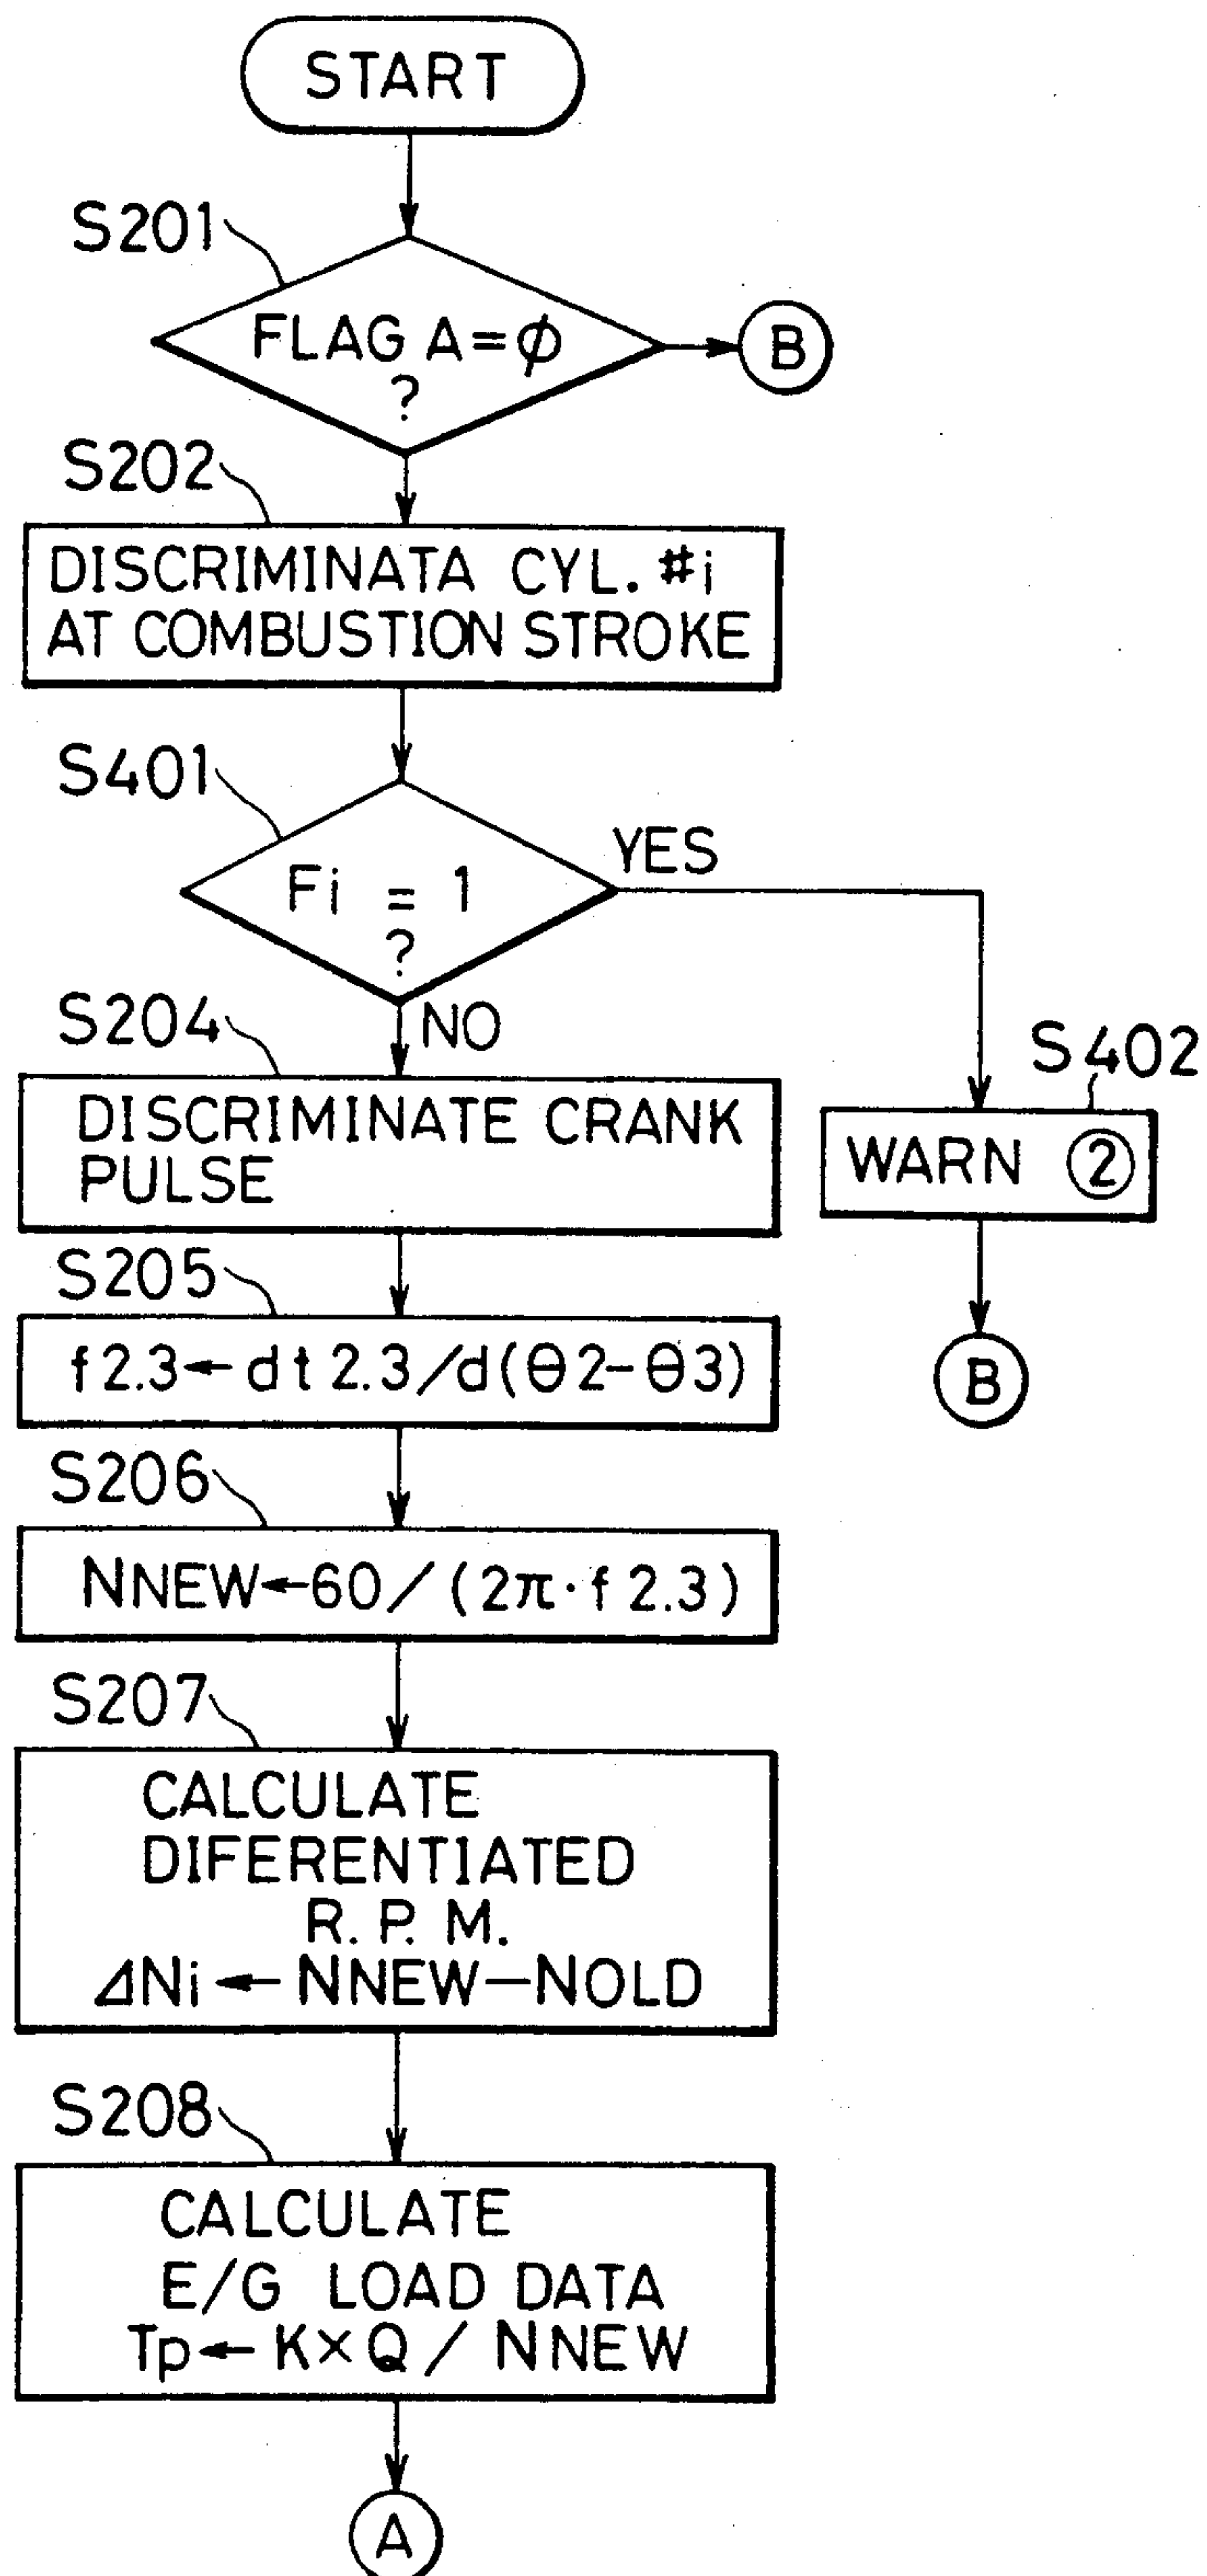 START
S201
FLAG A=φ
?
B
S202
DISCRIMINATA CYL. #i
AT COMBUSTION STROKE
S401
Fi = 1
?
YES
NO
S204
DISCRIMINATE CRANK
PULSE
S402
WARN ②
B
S205
f2.3←dt2.3/d(θ2-θ3)
S206
NNEW←60/(2π·f2.3)
S207
CALCULATE
DIFERENTIATED
R.P.M.
⊿Ni←NNEW—NOLD
S208
CALCULATE
E/G LOAD DATA
Tp←K×Q/NNEW
A